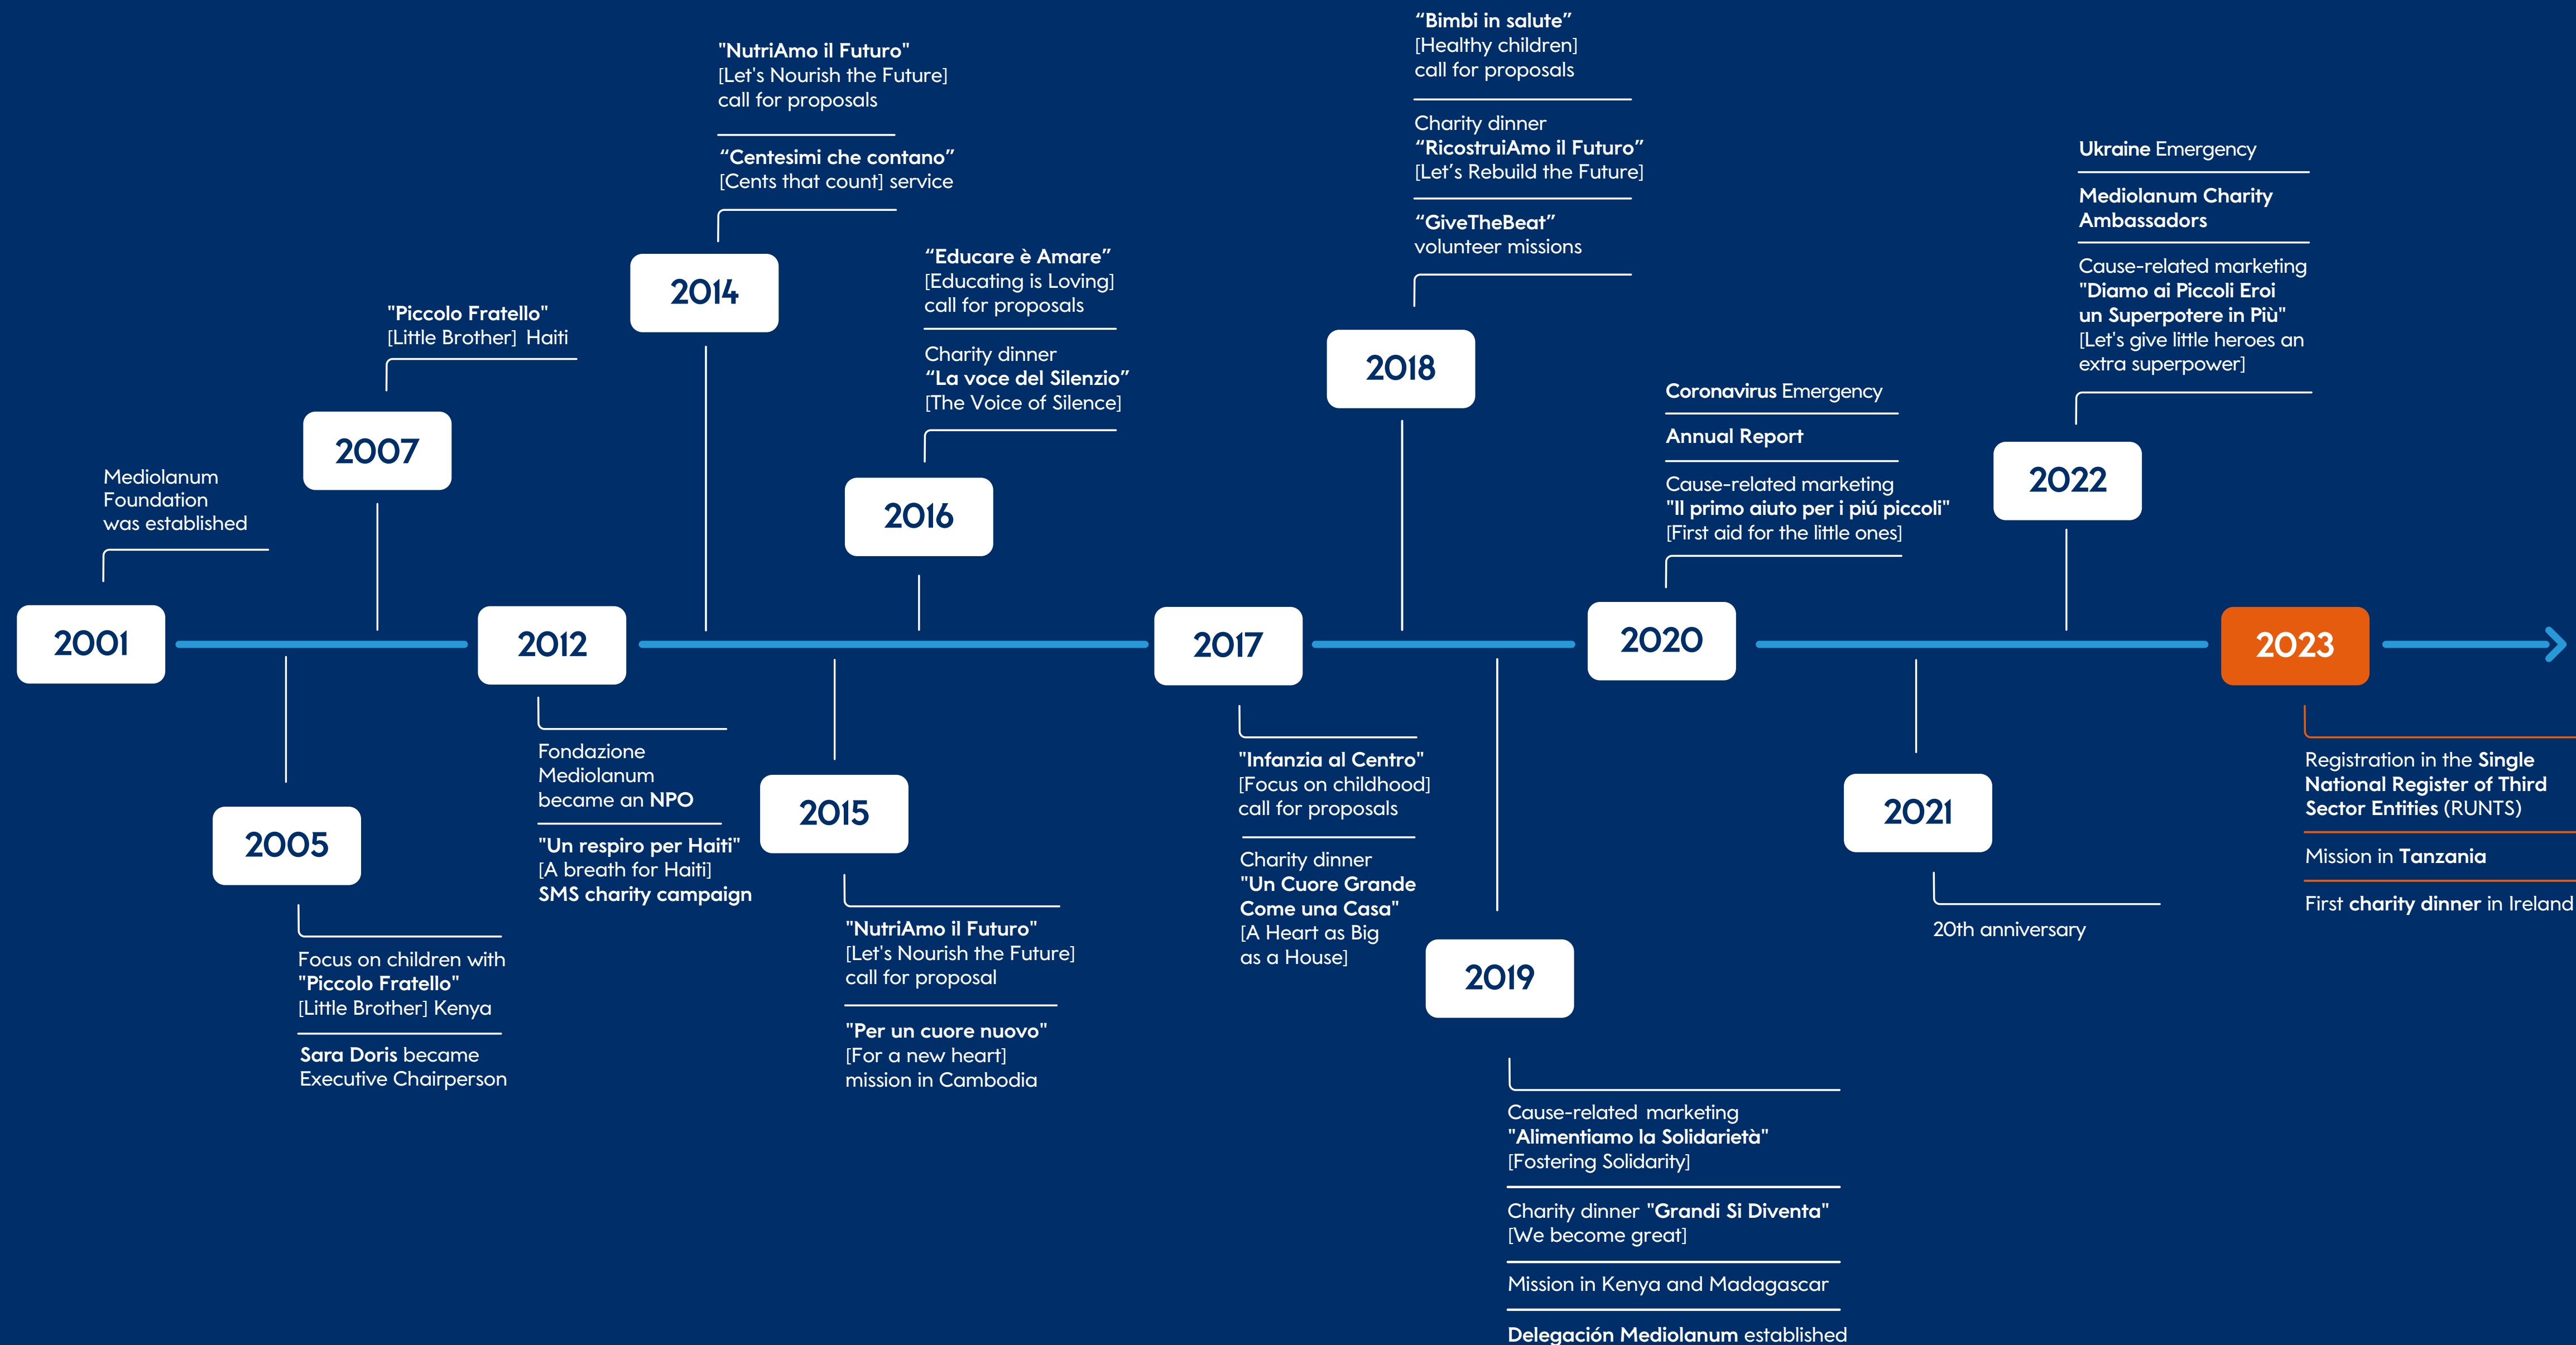 2001
Mediolanum
Foundation
was established
2005
Focus on children with
"Piccolo Fratello"
[Little Brother] Kenya
Sara Doris became
Executive Chairperson
2007
"Piccolo Fratello"
[Little Brother] Haiti
2012
Fondazione
Mediolanum
became an NPO
"Un respiro per Haiti"
[A breath for Haiti]
SMS charity campaign
2014
"NutriAmo il Futuro"
[Let's Nourish the Future]
call for proposals
“Centesimi che contano”
[Cents that count] service
2015
"NutriAmo il Futuro"
[Let's Nourish the Future]
call for proposal
"Per un cuore nuovo"
[For a new heart]
mission in Cambodia
2016
“Educare è Amare”
[Educating is Loving]
call for proposals
Charity dinner
“La voce del Silenzio”
[The Voice of Silence]
2017
"Infanzia al Centro"
[Focus on childhood]
call for proposals
Charity dinner
"Un Cuore Grande
Come una Casa"
[A Heart as Big
as a House]
2018
“Bimbi in salute”
[Healthy children]
call for proposals
Charity dinner
“RicostruiAmo il Futuro”
[Let’s Rebuild the Future]
“GiveTheBeat”
volunteer missions
2019
Cause-related marketing
"Alimentiamo la Solidarietà"
[Fostering Solidarity]
Charity dinner "Grandi Si Diventa"
[We become great]
Mission in Kenya and Madagascar
Delegación Mediolanum established
2020
Coronavirus Emergency
Annual Report
Cause-related marketing
"Il primo aiuto per i piú piccoli"
[First aid for the little ones]
2021
20th anniversary
2022
Ukraine Emergency
Mediolanum Charity
Ambassadors
Cause-related marketing
"Diamo ai Piccoli Eroi
un Superpotere in Più"
[Let's give little heroes an
extra superpower]
2023
Registration in the Single
National Register of Third
Sector Entities (RUNTS)
Mission in Tanzania
First charity dinner in Ireland